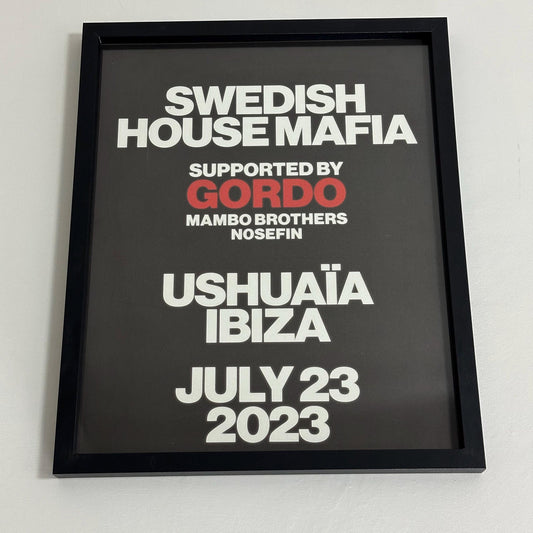 SWEDISH
HOUSE MAFIA
SUPPORTED BY
GORDO
MAMBO BROTHERS
NOSEFIN
USHUAÏA
IBIZA
JULY 23
2023